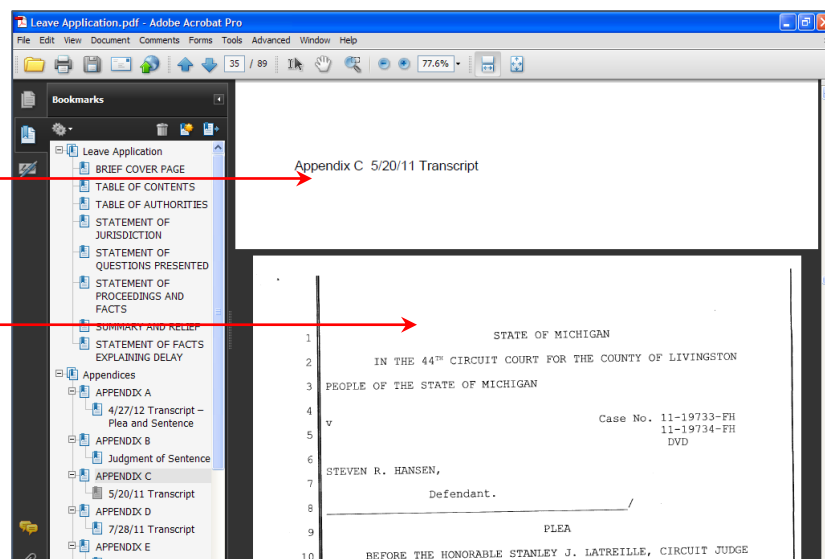 Leave Application.pdf - Adobe Acrobat Pro
File Edit View Document Comments Forms Tools Advanced Window Help
35 / 89 77.6%
Bookmarks
Leave Application
BRIEF COVER PAGE
TABLE OF CONTENTS
TABLE OF AUTHORITIES
STATEMENT OF
JURISDICTION
STATEMENT OF
QUESTIONS PRESENTED
STATEMENT OF
PROCEEDINGS AND
FACTS
SUMMARY AND RELIEF
STATEMENT OF FACTS
EXPLAINING DELAY
Appendices
APPENDIX A
4/27/12 Transcript –
Plea and Sentence
APPENDIX B
Judgment of Sentence
APPENDIX C
5/20/11 Transcript
APPENDIX D
7/28/11 Transcript
APPENDIX E
Appendix C 5/20/11 Transcript
1 STATE OF MICHIGAN
2 IN THE 44TH CIRCUIT COURT FOR THE COUNTY OF LIVINGSTON
3 PEOPLE OF THE STATE OF MICHIGAN
4
v Case No. 11-19733-FH
5 11-19734-FH
DVD
6
STEVEN R. HANSEN,
7
Defendant.
8 /
9 PLEA
10 BEFORE THE HONORABLE STANLEY J. LATREILLE, CIRCUIT JUDGE